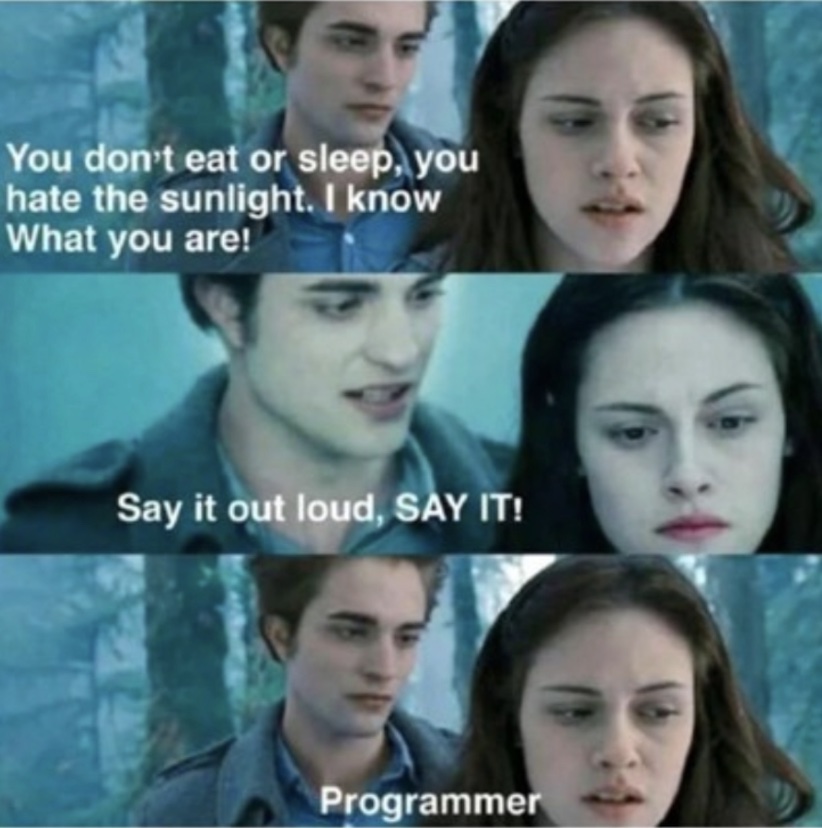 You don't eat or sleep, you
hate the sunlight. I know
What you are!
Say it out loud, SAY IT!
Programmer